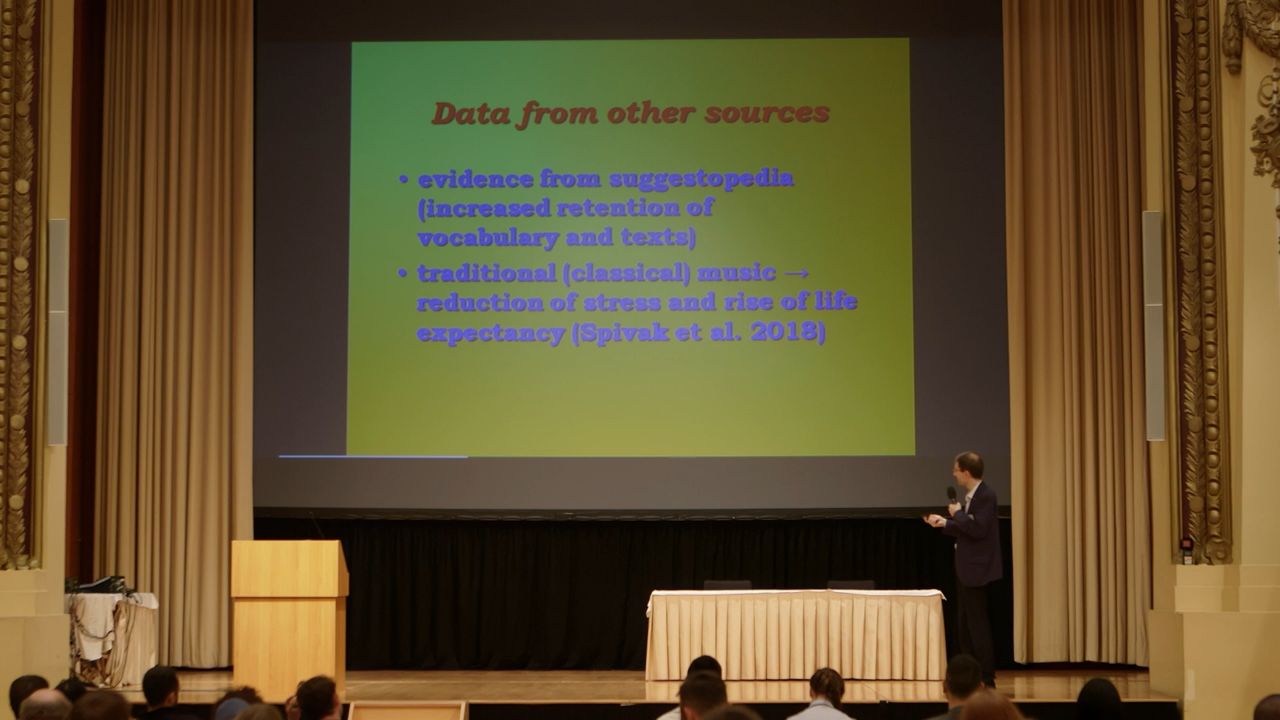 Data from other sources
• evidence from suggestopedia
(increased retention of
vocabulary and texts)
• traditional (classical) music →
reduction of stress and rise of life
expectancy (Spivak et al. 2018)